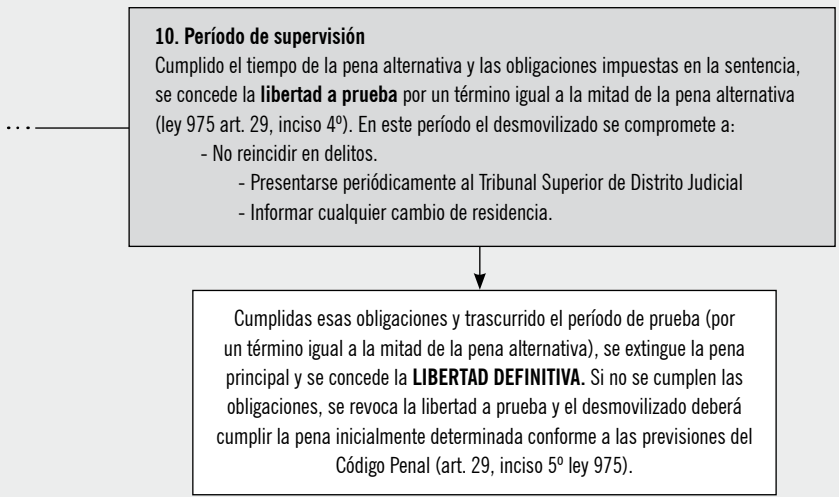 10. Período de supervisión
Cumplido el tiempo de la pena alternativa y las obligaciones impuestas en la sentencia,
se concede la libertad a prueba por un término igual a la mitad de la pena alternativa
(ley 975 art. 29, inciso 4º). En este período el desmovilizado se compromete a:
- No reincidir en delitos.
- Presentarse periódicamente al Tribunal Superior de Distrito Judicial
- Informar cualquier cambio de residencia.
Cumplidas esas obligaciones y trascurrido el período de prueba (por
un término igual a la mitad de la pena alternativa), se extingue la pena
principal y se concede la LIBERTAD DEFINITIVA. Si no se cumplen las
obligaciones, se revoca la libertad a prueba y el desmovilizado deberá
cumplir la pena inicialmente determinada conforme a las previsiones del
Código Penal (art. 29, inciso 5º ley 975).